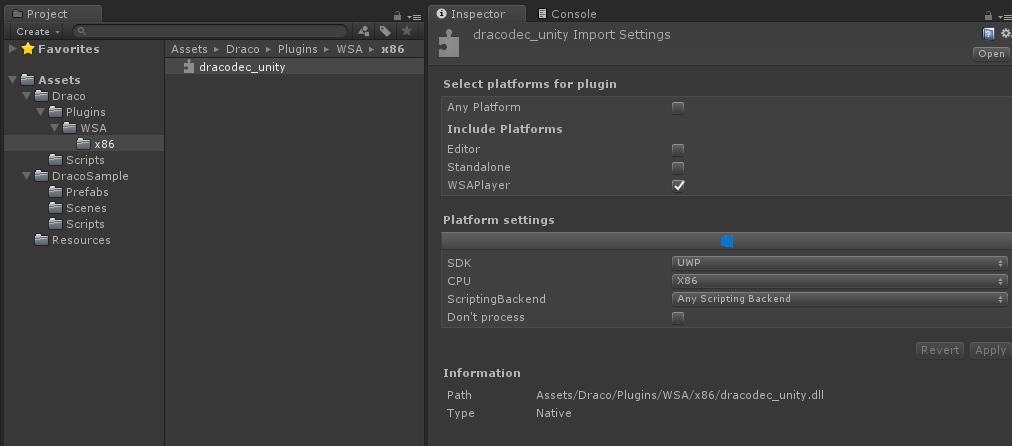 Project
Create
Favorites
Assets
Draco
Plugins
WSA
x86
Scripts
DracoSample
Prefabs
Scenes
Scripts
Resources
Assets Draco Plugins WSA x86
dracodec_unity
Inspector Console
dracodec_unity Import Settings
Open
Select platforms for plugin
Any Platform
Include Platforms
Editor
Standalone
WSAPlayer
Platform settings
SDK UWP
CPU X86
ScriptingBackend Any Scripting Backend
Don't process
Revert Apply
Information
Path Assets/Draco/Plugins/WSA/x86/dracodec_unity.dll
Type Native